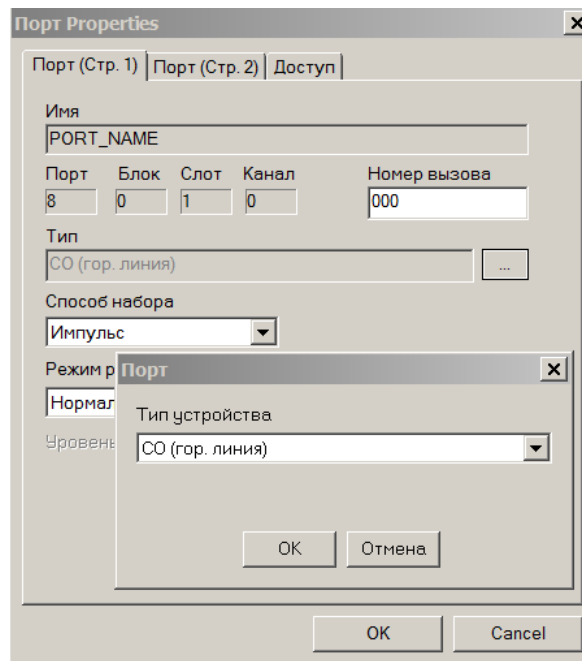 Порт Properties
Порт (Стр. 1) Порт (Стр. 2) Доступ
Имя
PORT_NAME
Порт Блок Слот Канал Номер вызова
8 0 1 0 000
Тип
СО (гор. линия) ...
Способ набора
Импульс
Режим р
Нормал
Уровень
Порт
Тип устройства
СО (гор. линия)
ОК Отмена
OK Cancel